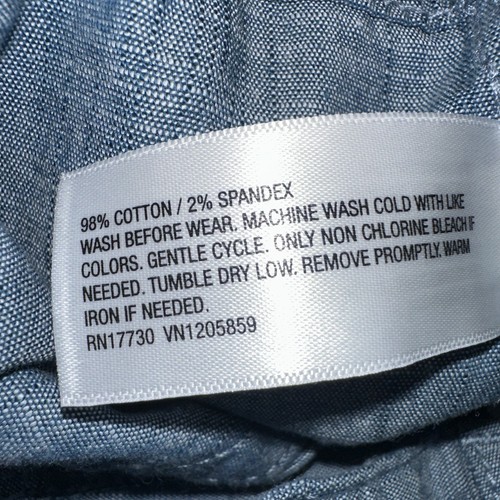 98% COTTON / 2% SPANDEX
WASH BEFORE WEAR. MACHINE WASH COLD WITH LIKE
COLORS. GENTLE CYCLE. ONLY NON CHLORINE BLEACH IF
NEEDED. TUMBLE DRY LOW. REMOVE PROMPTLY. WARM
IRON IF NEEDED.
RN17730 VN1205859